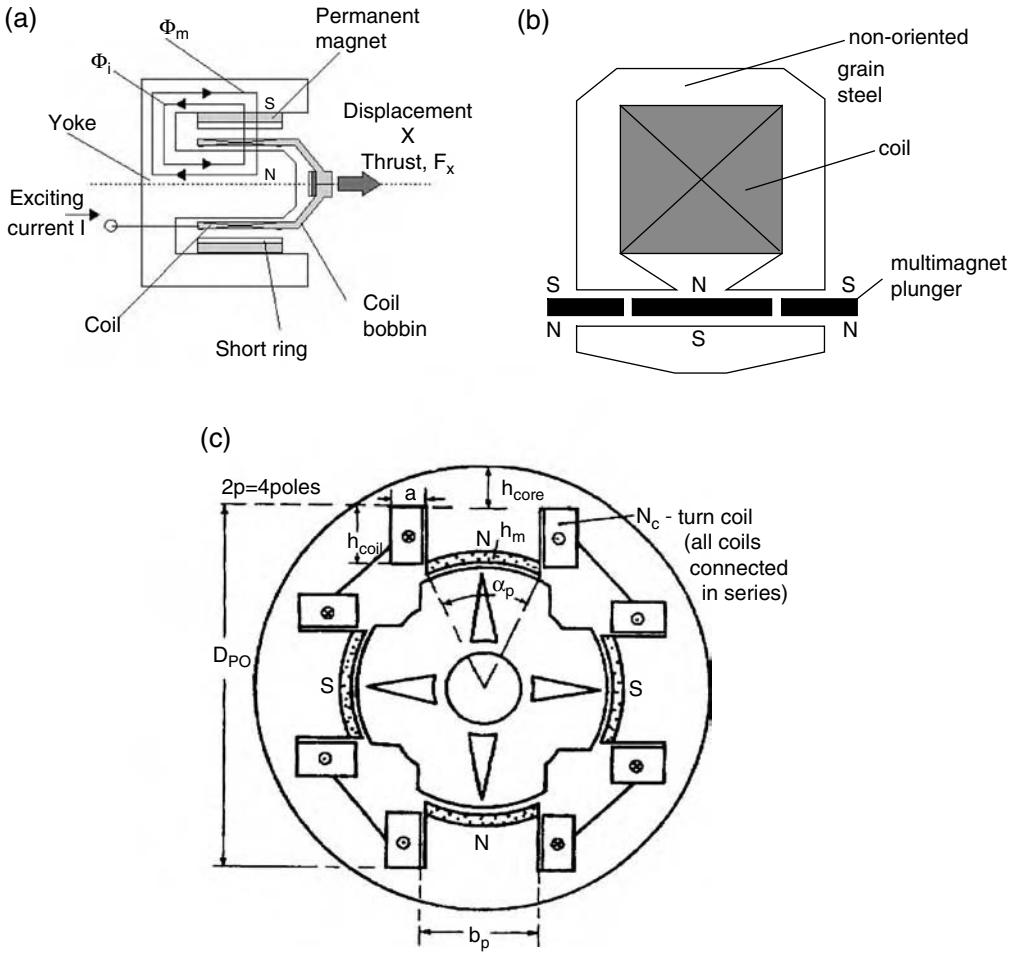 (a)
Φm
Φi
Permanent
magnet
S
Yoke
Displacement
X
Thrust, Fx
N
Exciting
current I
Coil
Short ring
Coil
bobbin
(b)
non-oriented
grain
steel
coil
N
S
S
multimagnet
plunger
N
S
N
(c)
2p=4poles
a
hcore
Nc - turn coil
(all coils
connected
in series)
hcoil
N
hm
αp
DPO
S
S
N
bp